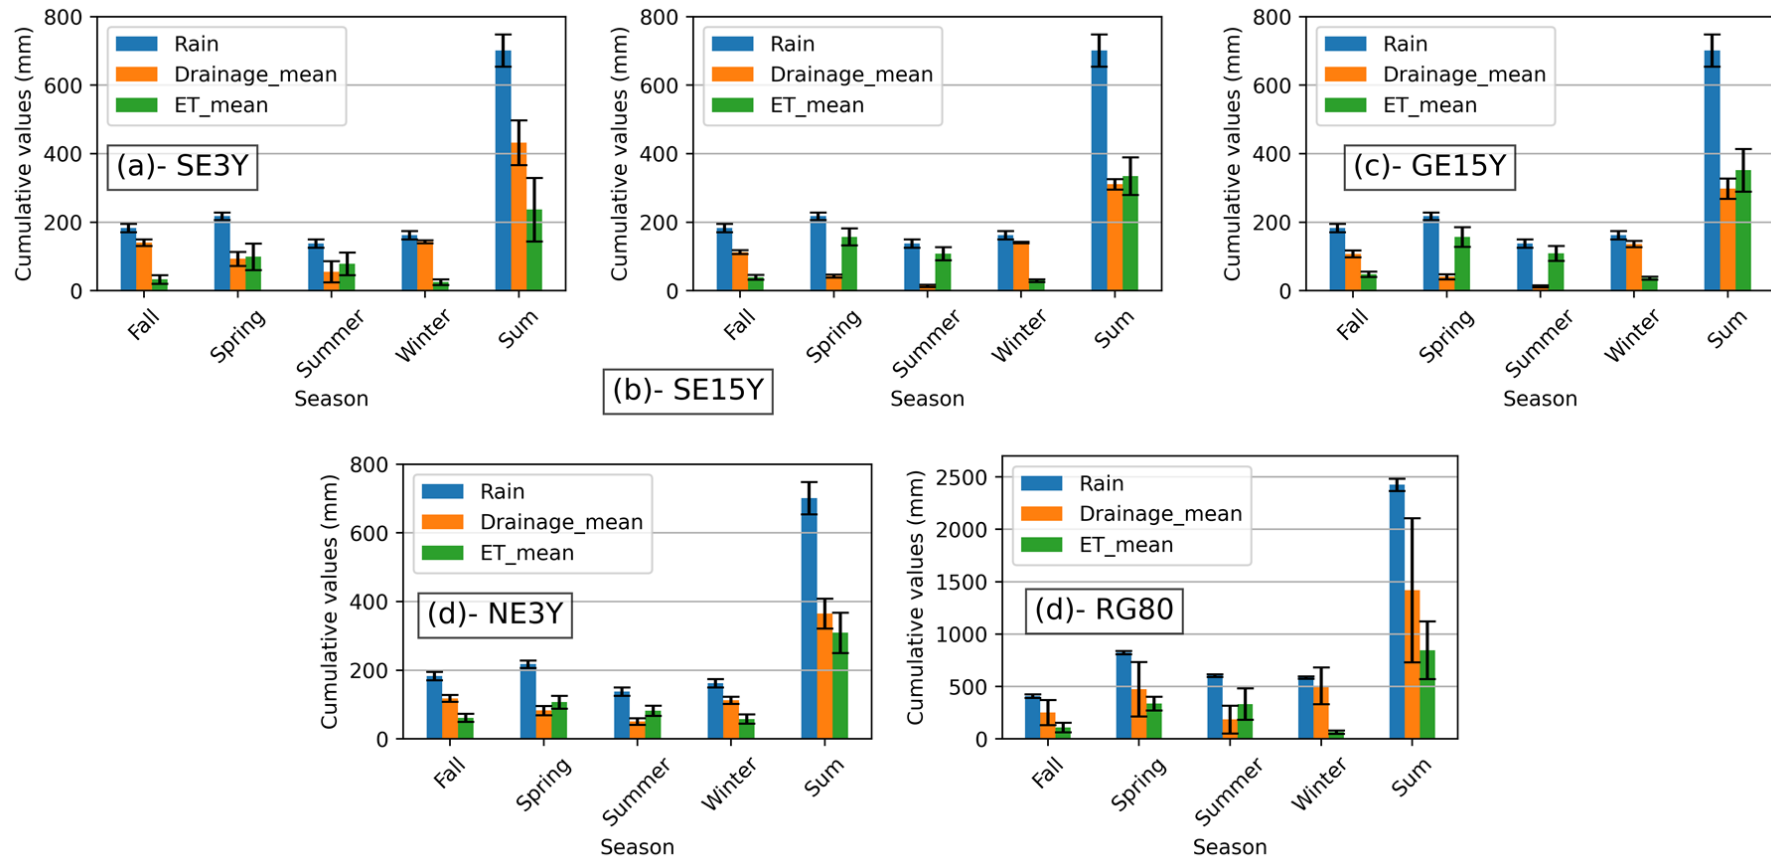 Cumulative values (mm)
800
600
400
200
0
Rain
Drainage_mean
ET_mean
(a)- SE3Y
Fall
Spring
Summer
Winter
Sum
Season
Cumulative values (mm)
800
600
400
200
0
Rain
Drainage_mean
ET_mean
Fall
Spring
Summer
Winter
Sum
Season
(b)- SE15Y
Cumulative values (mm)
800
600
400
200
0
Rain
Drainage_mean
ET_mean
(c)- GE15Y
Fall
Spring
Summer
Winter
Sum
Season
Cumulative values (mm)
800
600
400
200
0
Rain
Drainage_mean
ET_mean
(d)- NE3Y
Fall
Spring
Summer
Winter
Sum
Season
Cumulative values (mm)
2500
2000
1500
1000
500
0
Rain
Drainage_mean
ET_mean
(d)- RG80
Fall
Spring
Summer
Winter
Sum
Season